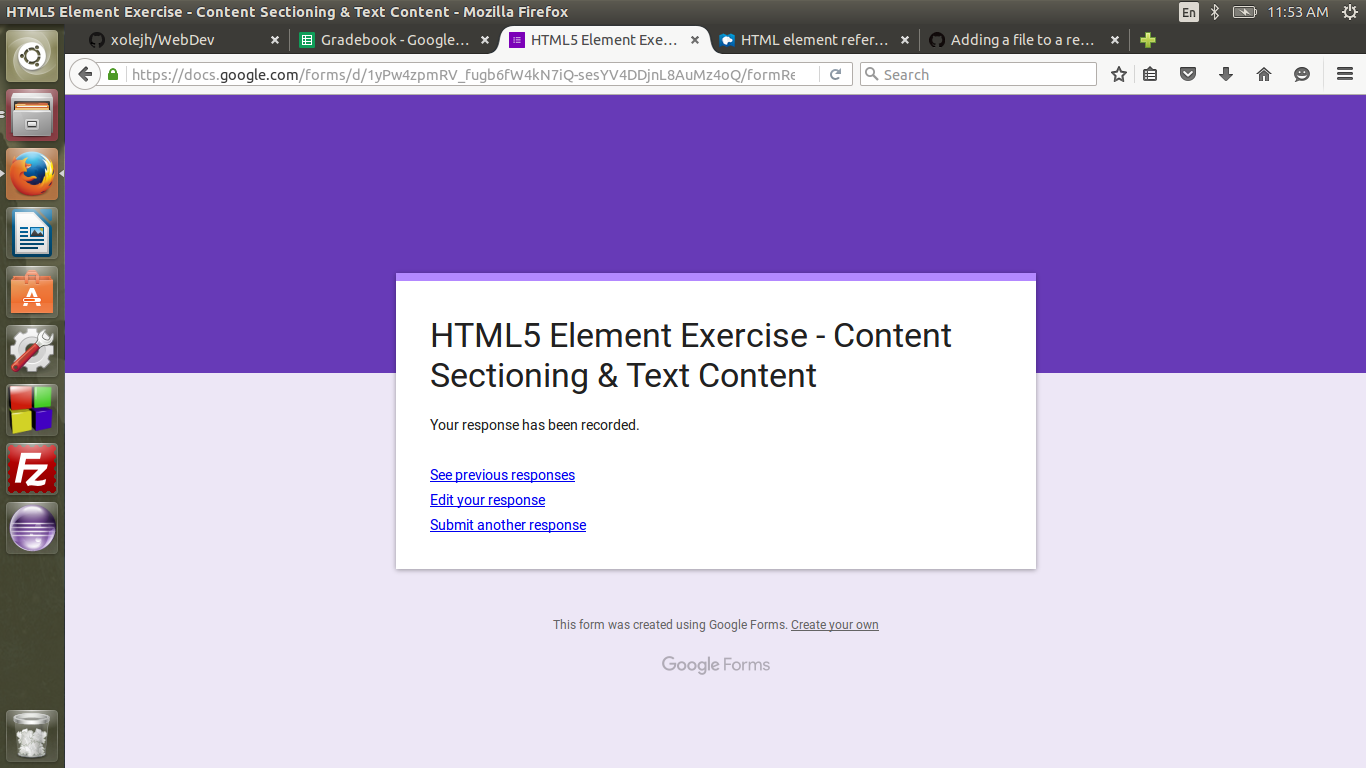 HTML5 Element Exercise - Content Sectioning & Text Content - Mozilla Firefox
En
11:53 AM
xolejh/WebDev
Gradebook - Google...
HTML5 Element Exe...
HTML element refer...
Adding a file to a re...
https://docs.google.com/forms/d/1yPw4zpmRV_fugb6fW4kN7iQ-sesYV4DDjnL8AuMz4oQ/formRe
Search
HTML5 Element Exercise - Content
Sectioning & Text Content
Your response has been recorded.
See previous responses
Edit your response
Submit another response
This form was created using Google Forms. Create your own
Google Forms
Fz